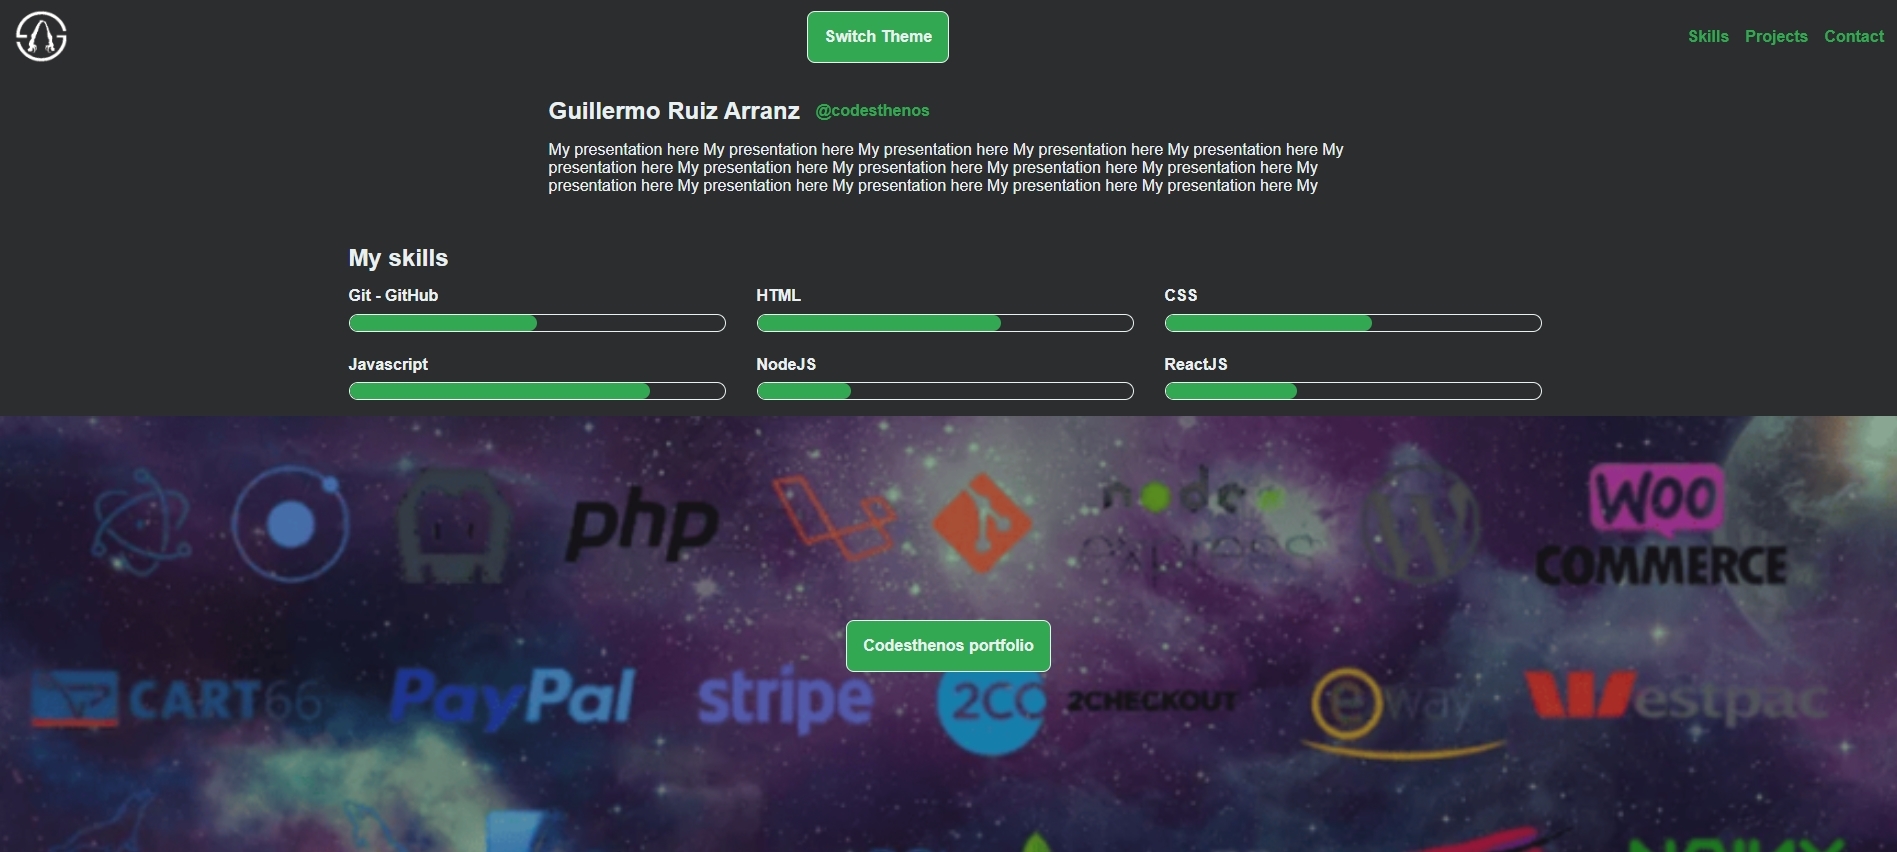 Switch Theme
Skills Projects Contact
Guillermo Ruiz Arranz @codesthenos
My presentation here My presentation here My presentation here My presentation here My presentation here My
presentation here My presentation here My presentation here My presentation here My presentation here My
presentation here My presentation here My presentation here My presentation here My presentation here My
My skills
Git - GitHub
HTML
CSS
Javascript
NodeJS
ReactJS
php
node
express
W
WOO
COMMERCE
Codesthenos portfolio
CART66
PayPal
stripe
2CO
2CHECKOUT
eway
Westpac